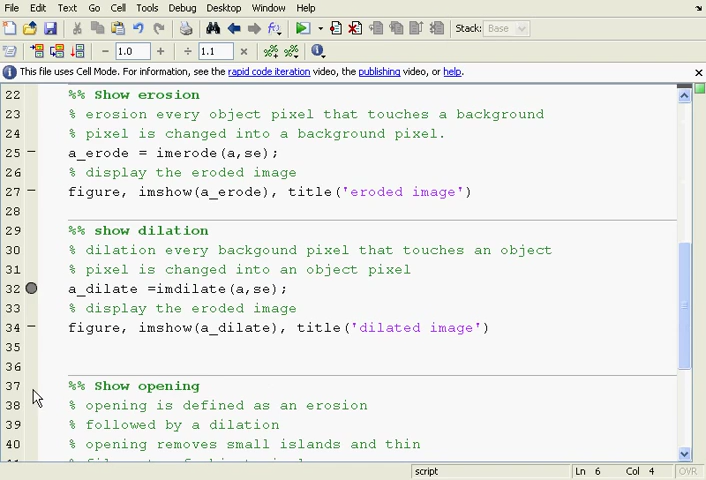 File Edit Text Go Cell Tools Debug Desktop Window Help
Stack: Base
1.0 1.1
This file uses Cell Mode. For information, see the rapid code iteration video, the publishing video, or help.
22 %% Show erosion
23 % erosion every object pixel that touches a background
24 % pixel is changed into a background pixel.
25 a_erode = imerode(a,se);
26 % display the eroded image
27 figure, imshow(a_erode), title('eroded image')
28
29 %% show dilation
30 % dilation every backgound pixel that touches an object
31 % pixel is changed into an object pixel
32 a_dilate =imdilate(a,se);
33 % display the eroded image
34 figure, imshow(a_dilate), title('dilated image')
35
36
37 %% Show opening
38 % opening is defined as an erosion
39 % followed by a dilation
40 % opening removes small islands and thin
script Ln 6 Col 4 OVR